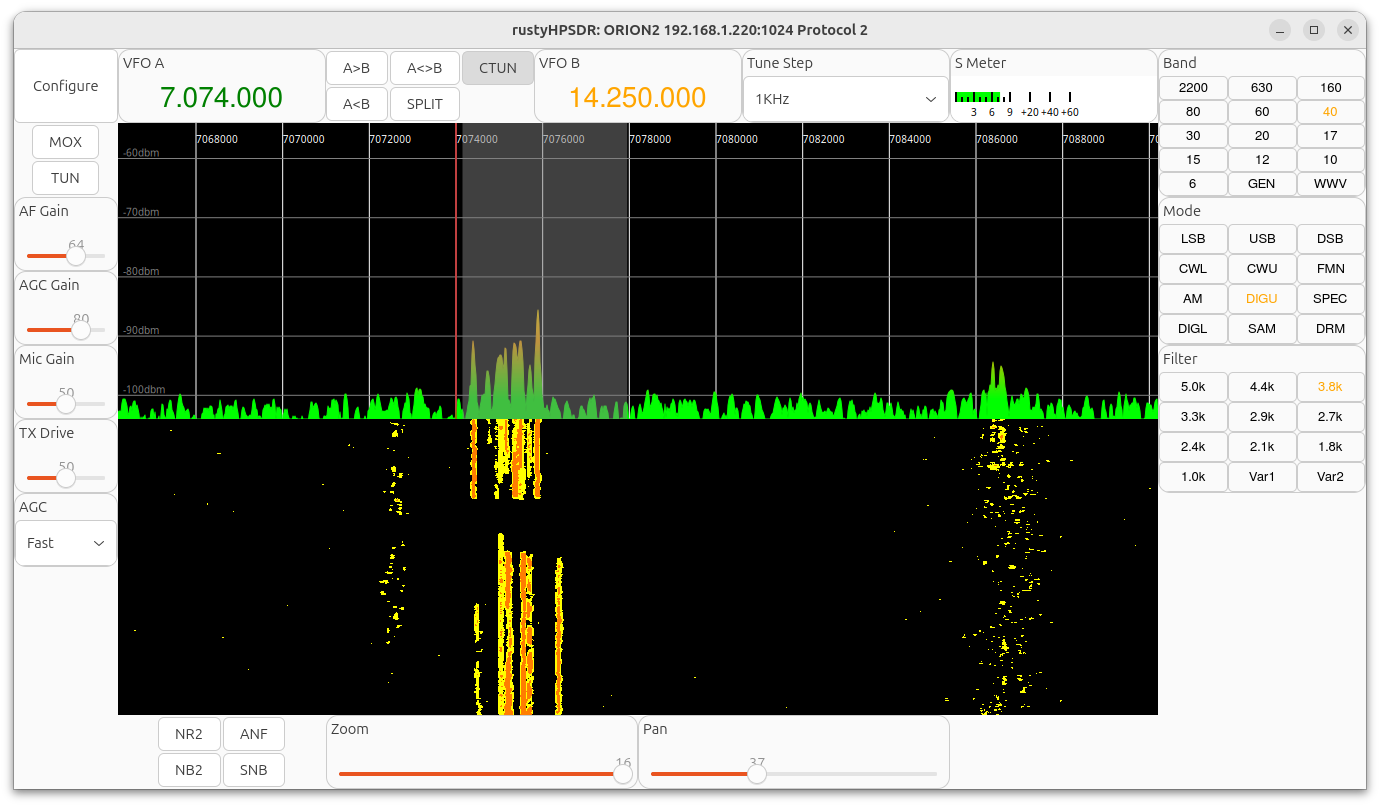 rustyHPSDR: ORION2 192.168.1.220:1024 Protocol 2
Configure
VFO A
7.074.000
A>B
A<>B
CTUN
A<B
SPLIT
VFO B
14.250.000
Tune Step
1KHz
S Meter
3 6 9 +20 +40 +60
Band
2200 630 160
80 60 40
30 20 17
15 12 10
6 GEN WWV
MOX
TUN
AF Gain
64
AGC Gain
80
Mic Gain
50
TX Drive
50
AGC
Fast
7068000 7070000 7072000 7074000 7076000 7078000 7080000 7082000 7084000 7086000 7088000 70
-60dbm
-70dbm
-80dbm
-90dbm
-100dbm
Mode
LSB USB DSB
CWL CWU FMN
AM DIGU SPEC
DIGL SAM DRM
Filter
5.0k 4.4k 3.8k
3.3k 2.9k 2.7k
2.4k 2.1k 1.8k
1.0k Var1 Var2
NR2 ANF
NB2 SNB
Zoom
16
Pan
37